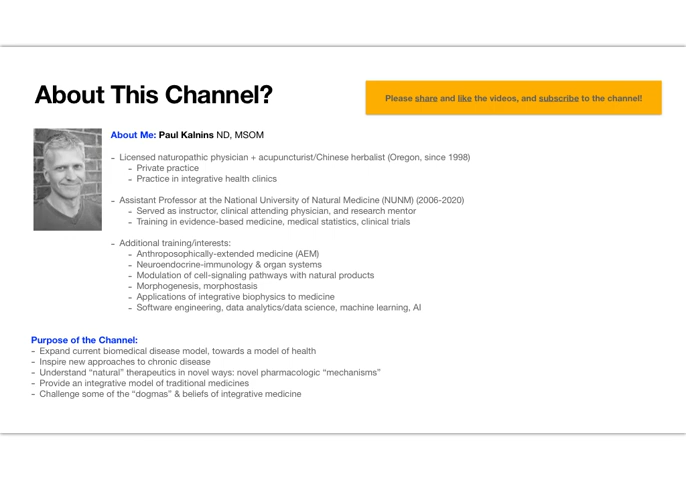 About This Channel?
Please share and like the videos, and subscribe to the channel!
About Me: Paul Kalnins ND, MSOM
- Licensed naturopathic physician + acupuncturist/Chinese herbalist (Oregon, since 1998)
- Private practice
- Practice in integrative health clinics
- Assistant Professor at the National University of Natural Medicine (NUNM) (2006-2020)
- Served as instructor, clinical attending physician, and research mentor
- Training in evidence-based medicine, medical statistics, clinical trials
- Additional training/interests:
- Anthroposophically-extended medicine (AEM)
- Neuroendocrine-immunology & organ systems
- Modulation of cell-signaling pathways with natural products
- Morphogenesis, morphostasis
- Applications of integrative biophysics to medicine
- Software engineering, data analytics/data science, machine learning, AI
Purpose of the Channel:
- Expand current biomedical disease model, towards a model of health
- Inspire new approaches to chronic disease
- Understand “natural” therapeutics in novel ways: novel pharmacologic “mechanisms”
- Provide an integrative model of traditional medicines
- Challenge some of the “dogmas” & beliefs of integrative medicine